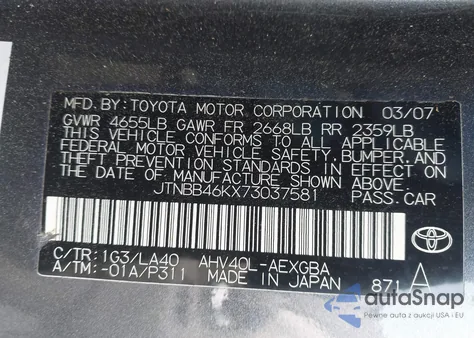 MFD.BY: TOYOTA MOTOR CORPORATION 03/07
GVWR 4655LB GAWR FR 2668LB RR 2359LB
THIS VEHICLE CONFORMS TO ALL APPLICABLE
FEDERAL MOTOR VEHICLE SAFETY, BUMPER, AND
THEFT PREVENTION STANDARDS IN EFFECT ON
THE DATE OF MANUFACTURE SHOWN ABOVE.
JTNBB46KX73037581 PASS.CAR
C/TR: 1G3/LA40 AHV40L-AEXGBA
A/TM: -01A/P311 MADE IN JAPAN 871 A
TOYOTA
autoSnap
Pewne auta z aukcji USA i EU